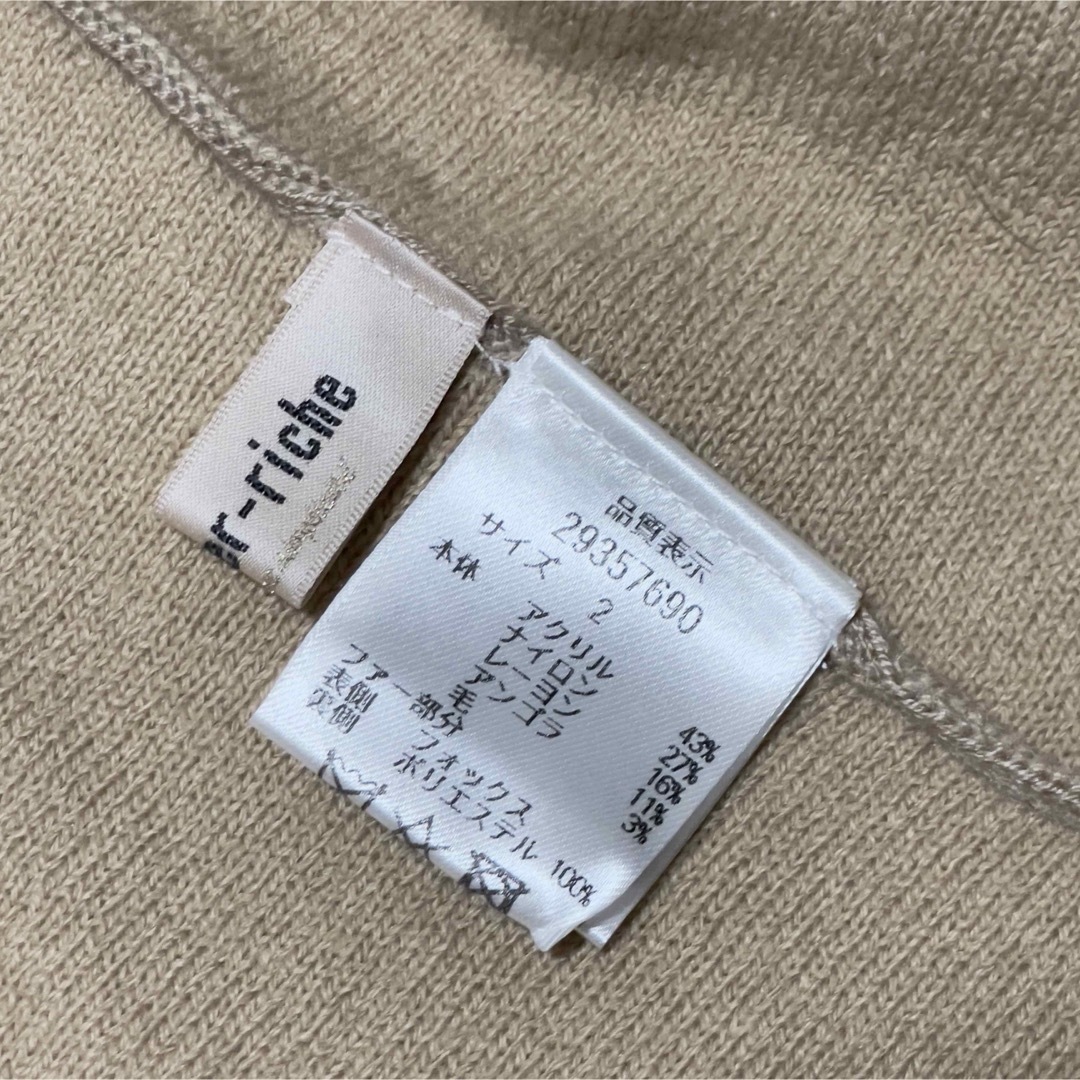 er-riche
品質表示
29357690
サイズ 2
本体 アクリル 43%
ナイロン 27%
レーヨン 16%
毛 11%
アンゴラ 3%
ファー部分
表側 フォックス
裏側 ポリエステル 100%